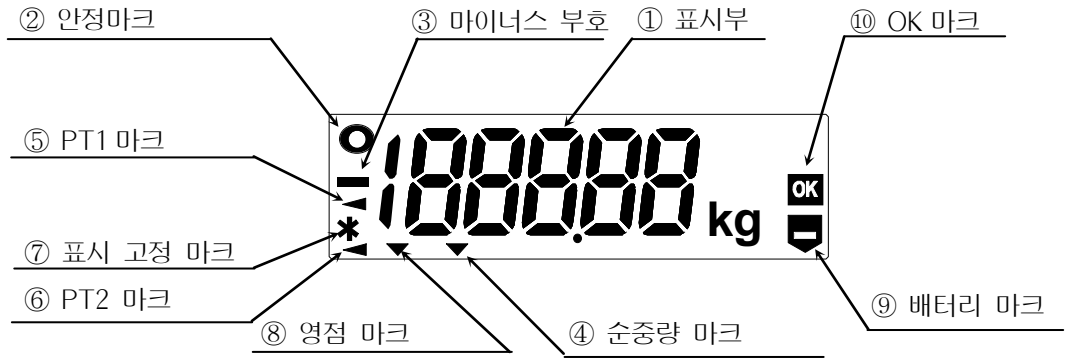 ② 안정마크
③ 마이너스 부호
① 표시부
⑩ OK 마크
⑤ PT1 마크
188888
kg
OK
⑦ 표시 고정 마크
⑥ PT2 마크
⑧ 영점 마크
④ 순중량 마크
⑨ 배터리 마크